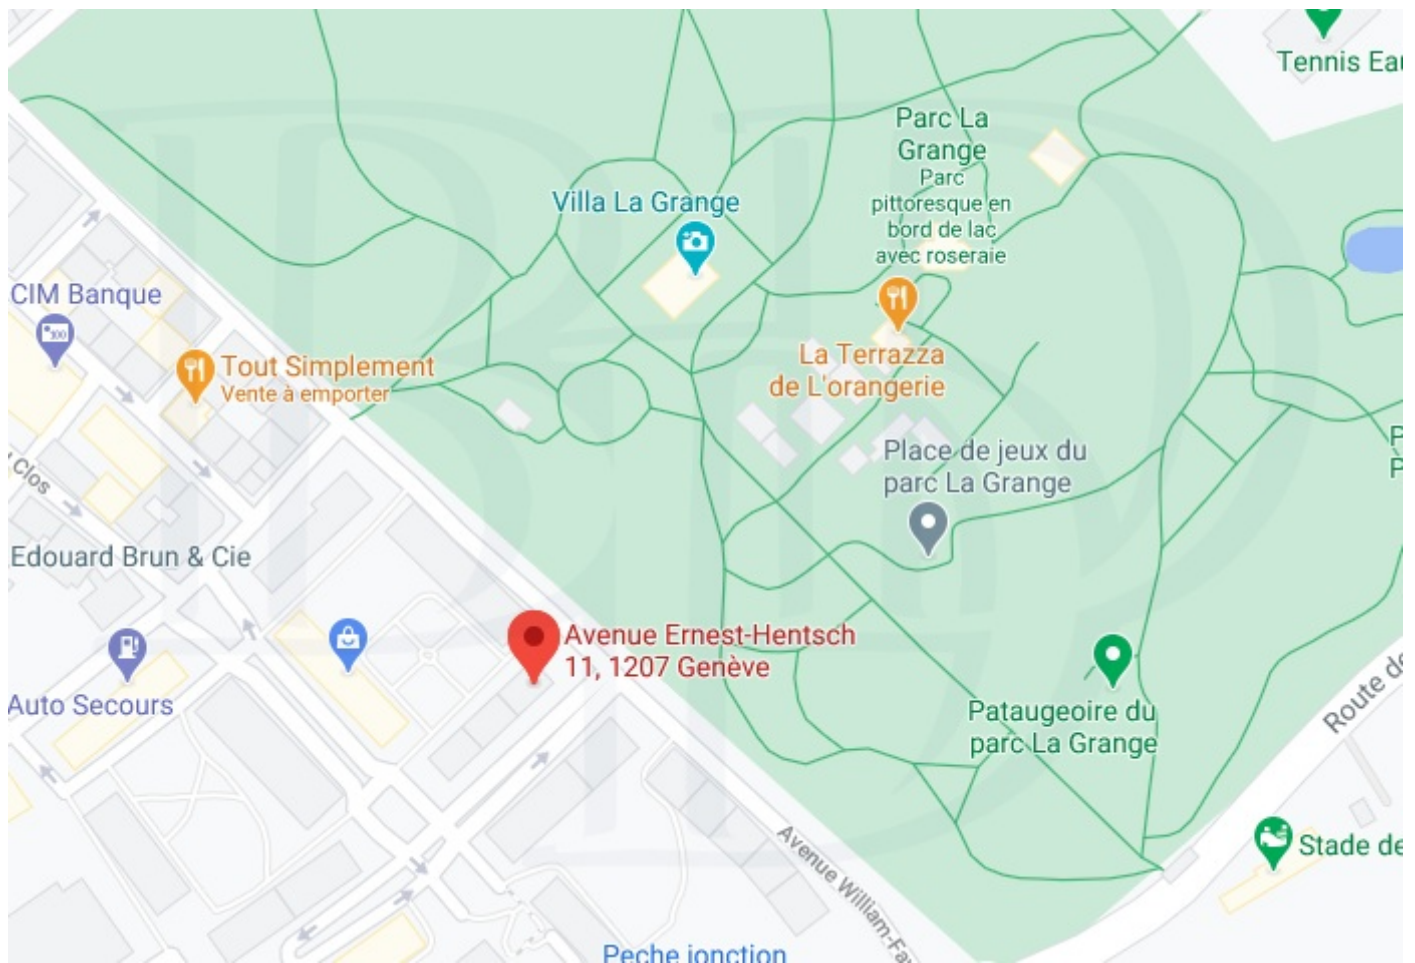 Tennis Eau
Parc La
Grange
Parc
pittoresque en
bord de lac
avec roseraie
Villa La Grange
CIM Banque
Tout Simplement
Vente à emporter
La Terrazza
de L'orangerie
Place de jeux du
parc La Grange
P
P
Clos
Edouard Brun & Cie
Avenue Ernest-Hentsch
11, 1207 Genève
Auto Secours
Pataugeoire du
parc La Grange
Route de
Stade de
Avenue William-Fa
Peche jonction